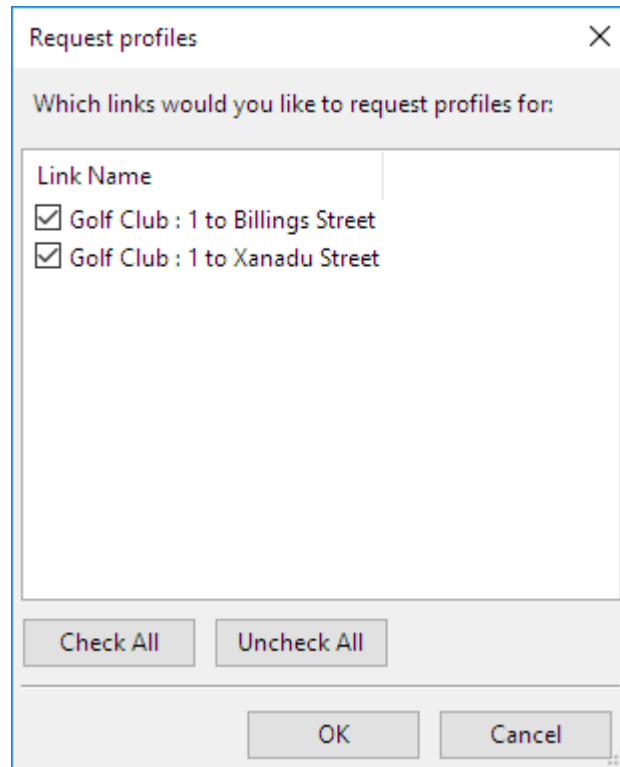 Request profiles
Which links would you like to request profiles for:
Link Name
Golf Club : 1 to Billings Street
Golf Club : 1 to Xanadu Street
Check All
Uncheck All
OK
Cancel